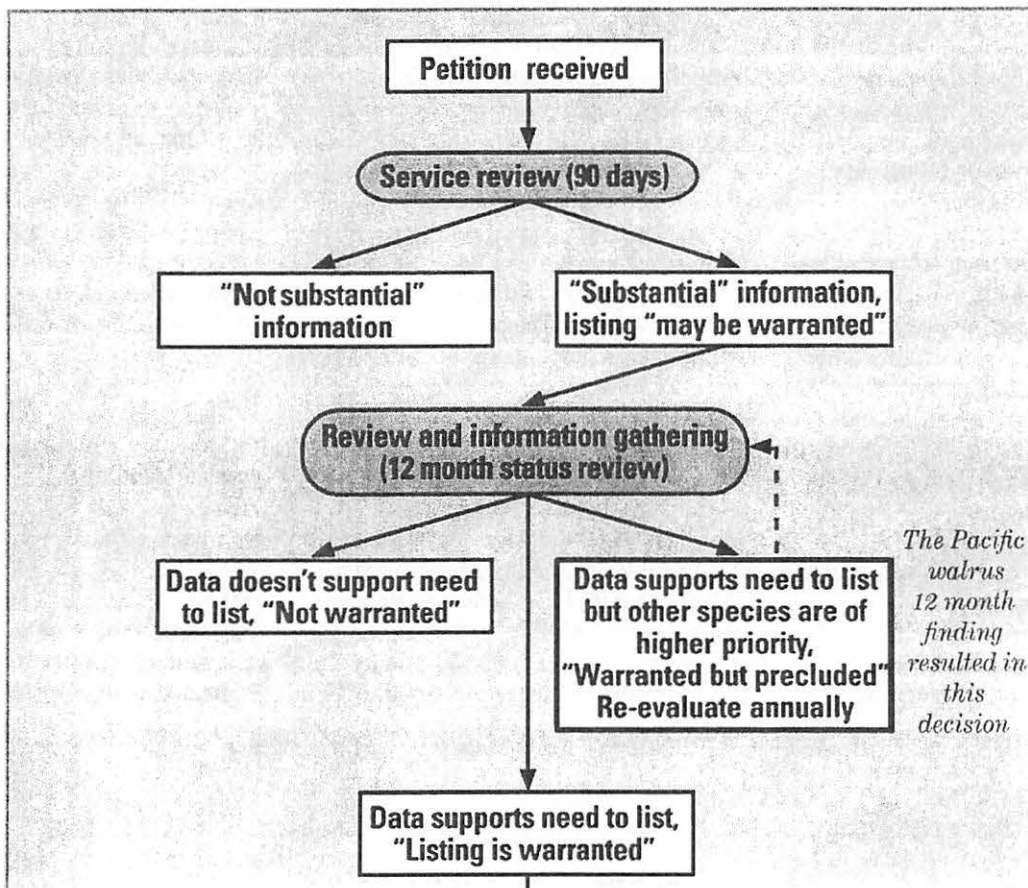 Petition received
Service review (90 days)
“Not substantial”
information
“Substantial” information,
listing “may be warranted”
Review and information gathering
(12 month status review)
Data doesn’t support need
to list, “Not warranted”
Data supports need to list
but other species are of
higher priority,
“Warranted but precluded”
Re-evaluate annually
The Pacific
walrus
12 month
finding
resulted in
this
decision
Data supports need to list,
“Listing is warranted”